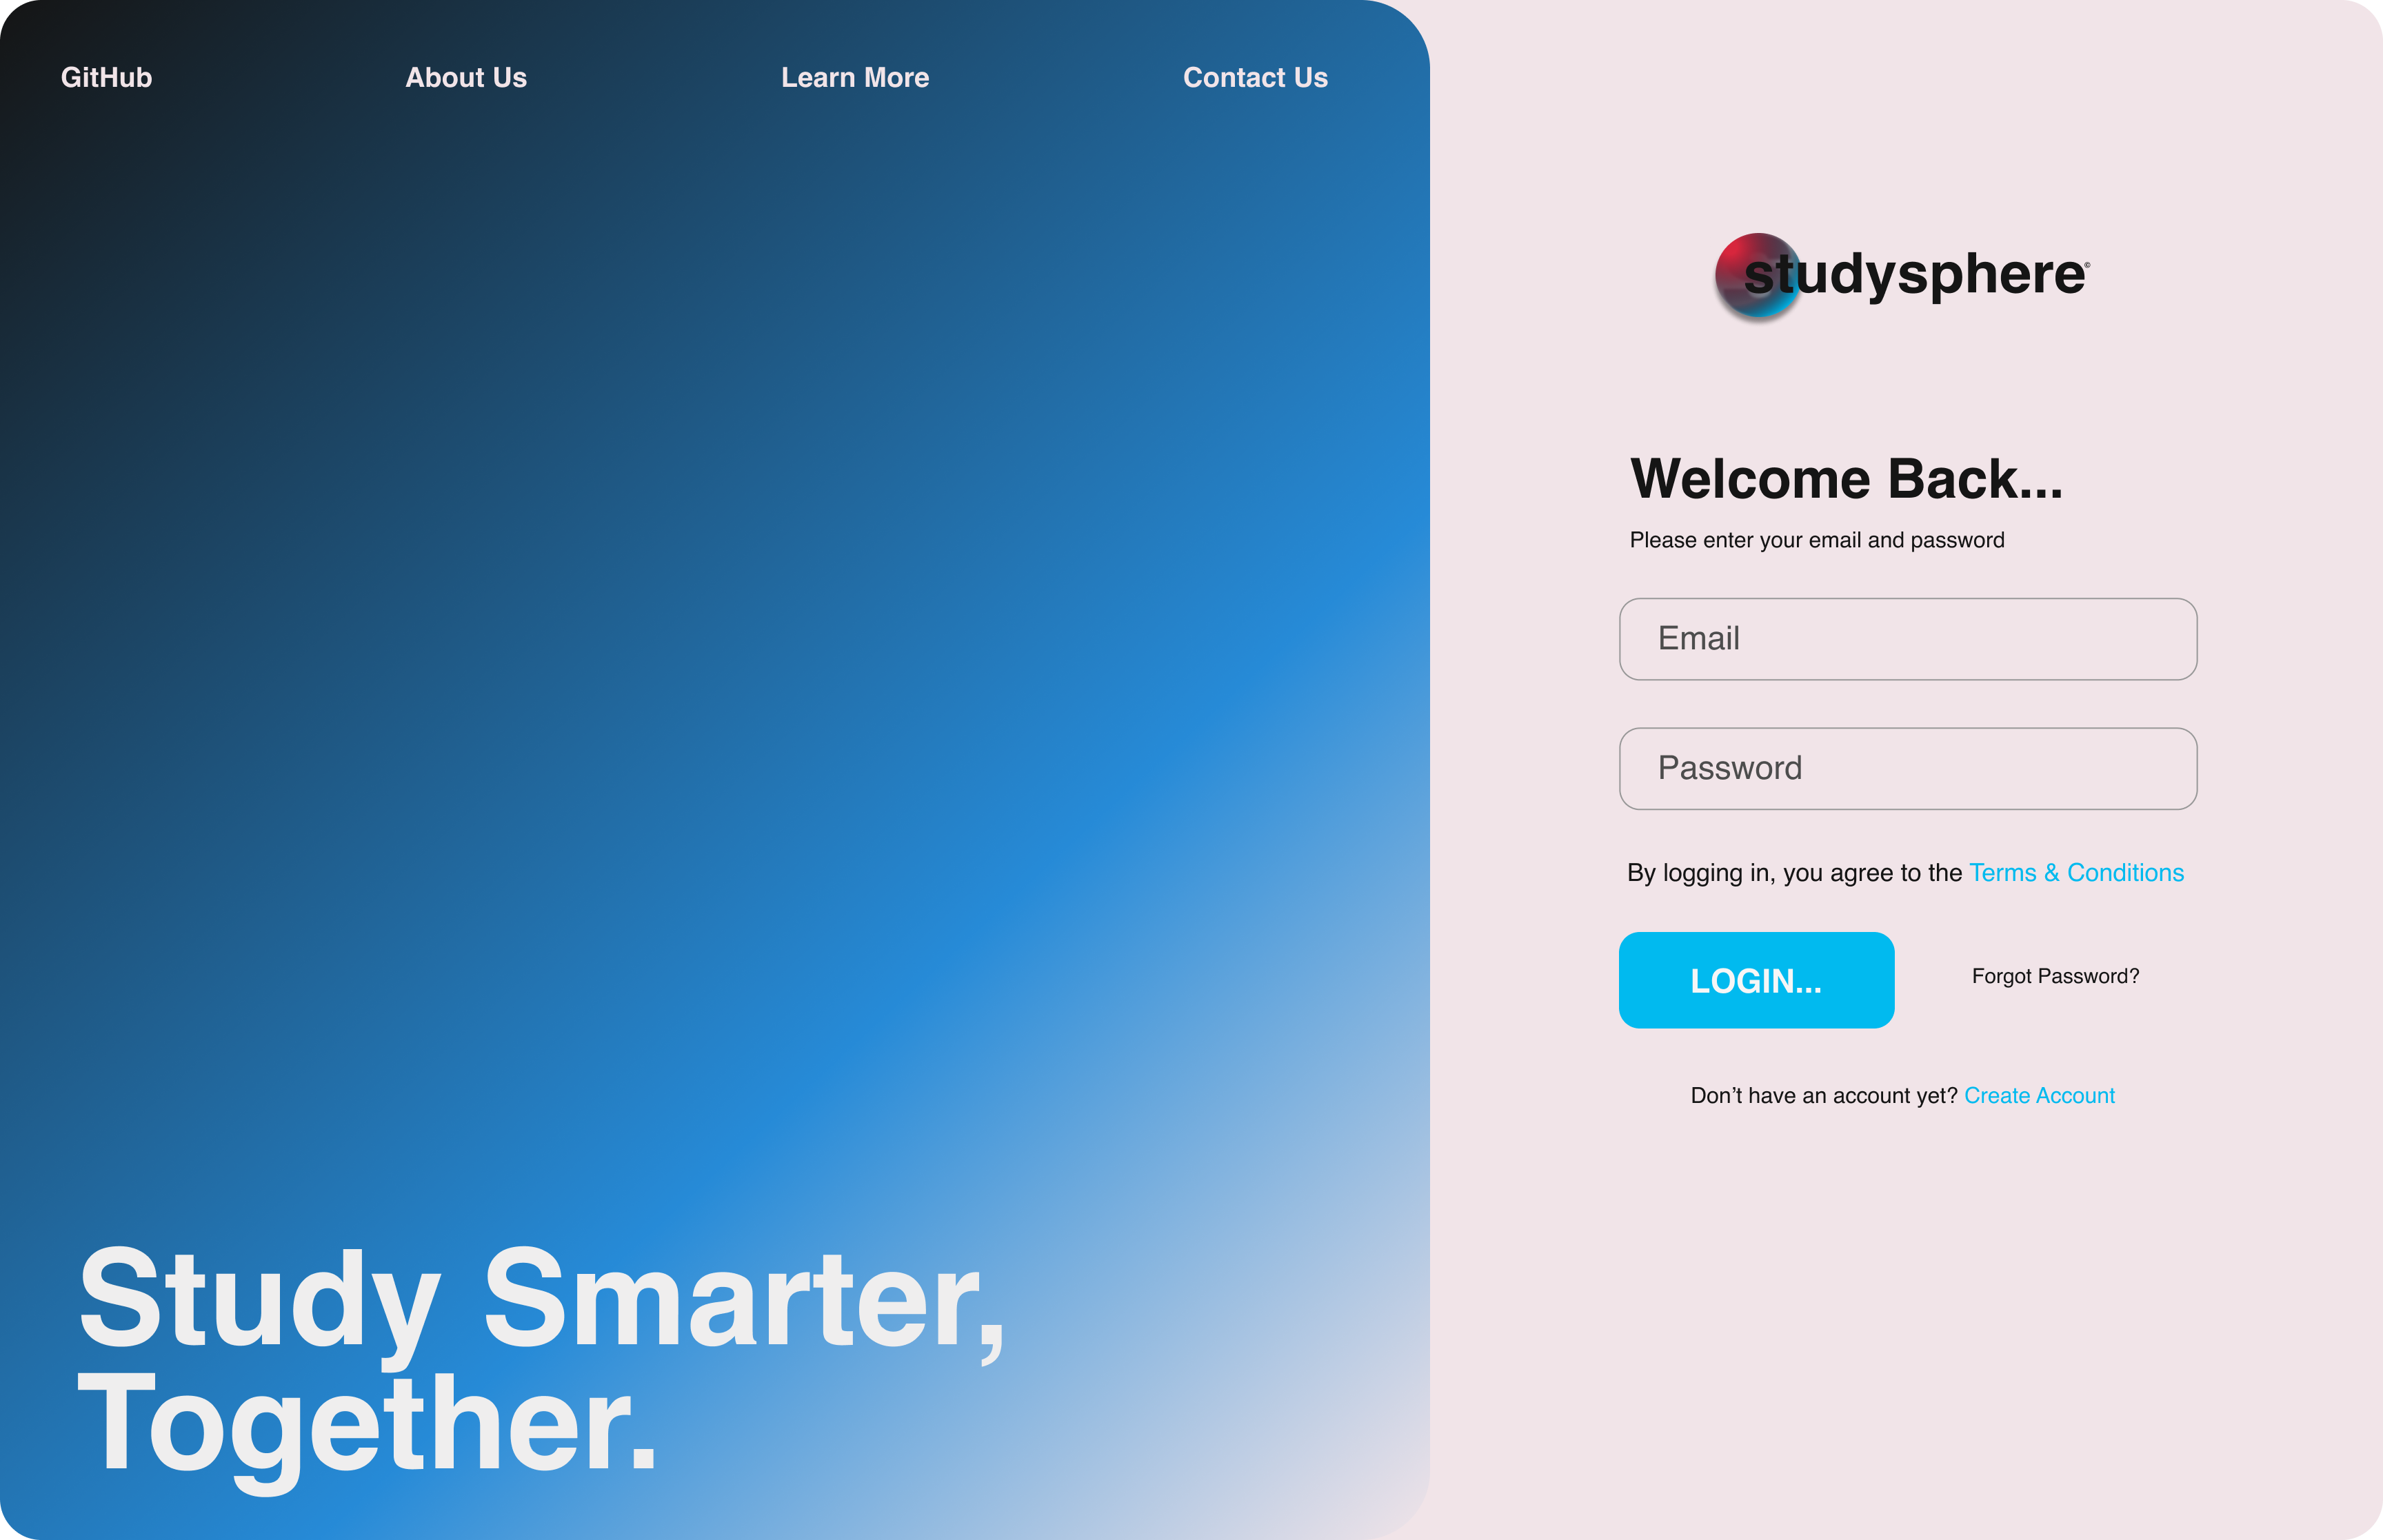 GitHub
About Us
Learn More
Contact Us
Study Smarter,
Together.
studysphere©
Welcome Back...
Please enter your email and password
Email
Password
By logging in, you agree to the Terms & Conditions
LOGIN...
Forgot Password?
Don’t have an account yet? Create Account